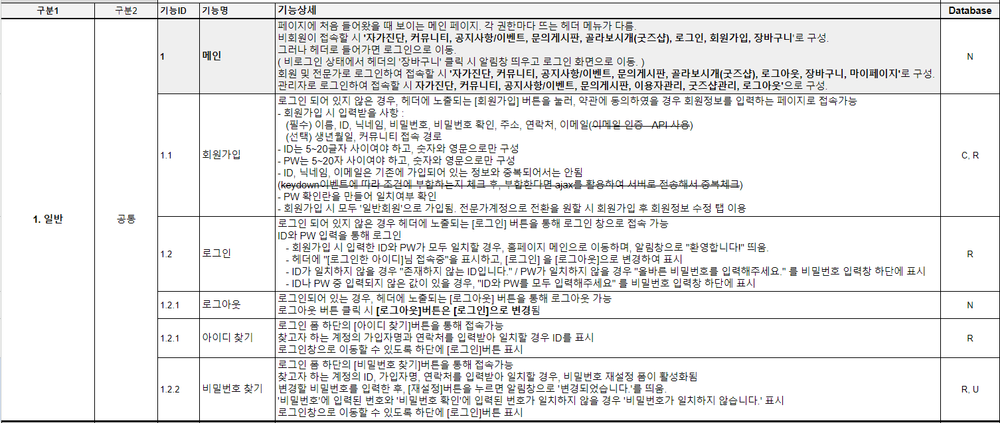 구분1 구분2 기능ID 기능명 기능상세 Database
1. 일반
공통
1
메인
페이지에 처음 들어왔을 때 보이는 메인 페이지. 각 권한마다 뜨는 헤더 메뉴가 다름.
비회원이 접속할 시 '자가진단, 커뮤니티, 공지사항/이벤트, 문의게시판, 골라보시개(굿즈샵), 로그인, 회원가입, 장바구니'로 구성.
그러나 헤더로 들어가면 로그인으로 이동.
( 비로그인 상태에서 헤더의 '장바구니' 클릭 시 알림창 띄우고 로그인 화면으로 이동. )
회원 및 전문가로 로그인하여 접속할 시 '자가진단, 커뮤니티, 공지사항/이벤트, 문의게시판, 골라보시개(굿즈샵), 로그아웃, 장바구니, 마이페이지'로 구성.
관리자로 로그인하여 접속할 시 자가진단, 커뮤니티, 공지사항/이벤트, 문의게시판, 이용자관리, 굿즈샵관리, 로그아웃'으로 구성.
N
1.1
회원가입
로그인 되어 있지 않은 경우, 헤더에 노출되는 [회원가입] 버튼을 눌러, 약관에 동의하였을 경우 회원정보를 입력하는 페이지로 접속가능
- 회원가입 시 입력받을 사항 :
(필수) 이름, ID, 닉네임, 비밀번호, 비밀번호 확인, 주소, 연락처, 이메일(이메일 인증 - API 사용)
(선택) 생년월일, 커뮤니티 접속 경로
- ID는 5~20글자 사이여야 하고, 숫자와 영문으로만 구성
- PW는 5~20자 사이여야 하고, 숫자와 영문으로만 구성
- ID, 닉네임, 이메일은 기존에 가입되어 있는 정보와 중복되어서는 안됨
(keydown이벤트에 따라 조건에 부합하는지 체크 후, 부합한다면 ajax를 활용하여 서버로 전송해서 중복체크)
- PW 확인란을 만들어 일치여부 확인
- 회원가입 시 모두 '일반회원'으로 가입됨. 전문가계정으로 전환을 원할 시 회원가입 후 회원정보 수정 탭 이용
C, R
1.2
로그인
로그인 되어 있지 않은 경우 헤더에 노출되는 [로그인] 버튼을 통해 로그인 창으로 접속 가능
ID와 PW 입력을 통해 로그인
- 회원가입 시 입력한 ID와 PW가 모두 일치할 경우, 홈페이지 메인으로 이동하며, 알림창으로 "환영합니다!" 띄움.
- 헤더에 "[로그인한 아이디]님 접속중"을 표시하고, [로그인] 을 [로그아웃]으로 변경하여 표시
- ID가 일치하지 않을 경우 "존재하지 않는 ID입니다." / PW가 일치하지 않을 경우 "올바른 비밀번호를 입력해주세요." 를 비밀번호 입력창 하단에 표시
- ID나 PW 중 입력되지 않은 값이 있을 경우, "ID와 PW를 모두 입력해주세요" 를 비밀번호 입력창 하단에 표시
R
1.2.1
로그아웃
로그인되어 있는 경우, 헤더에 노출되는 [로그아웃] 버튼을 통해 로그아웃 가능
로그아웃 버튼 클릭 시 [로그아웃]버튼은 [로그인]으로 변경됨
N
1.2.1
아이디 찾기
로그인 폼 하단의 [아이디 찾기]버튼을 통해 접속가능
찾고자 하는 계정의 가입자명과 연락처를 입력받아 일치할 경우 ID를 표시
로그인창으로 이동할 수 있도록 하단에 [로그인]버튼 표시
R
1.2.2
비밀번호 찾기
로그인 폼 하단의 [비밀번호 찾기]버튼을 통해 접속가능
찾고자 하는 계정의 ID, 가입자명, 연락처를 입력받아 일치할 경우, 비밀번호 재설정 폼이 활성화됨
변경할 비밀번호를 입력한 후, [재설정]버튼을 누르면 알림창으로 '변경되었습니다.'를 띄움.
'비밀번호'에 입력된 번호와 '비밀번호 확인'에 입력된 번호가 일치하지 않을 경우 '비밀번호가 일치하지 않습니다.' 표시
로그인창으로 이동할 수 있도록 하단에 [로그인]버튼 표시
R, U